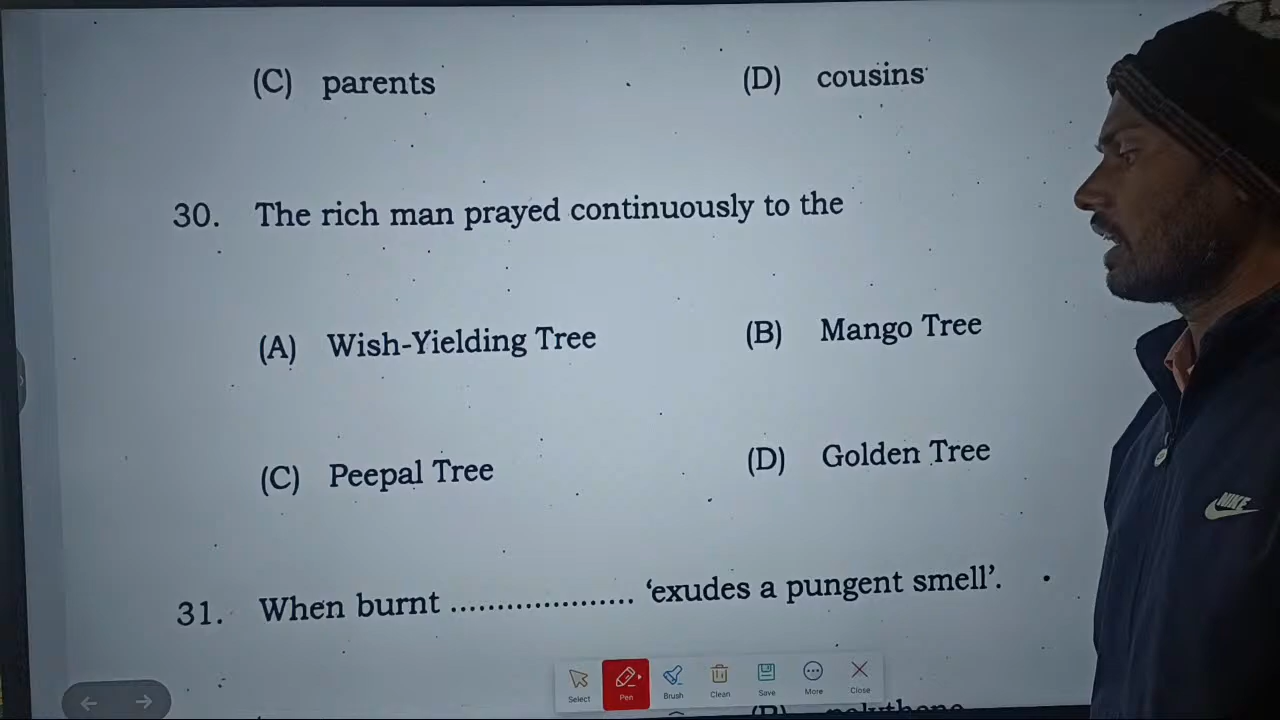 (C) parents (D) cousins
30. The rich man prayed continuously to the
(A) Wish-Yielding Tree (B) Mango Tree
(C) Peepal Tree (D) Golden Tree
31. When burnt .................... 'exudes a pungent smell'.
NIKE
Select Pen Brush Clean Save More Close
(B) polythene